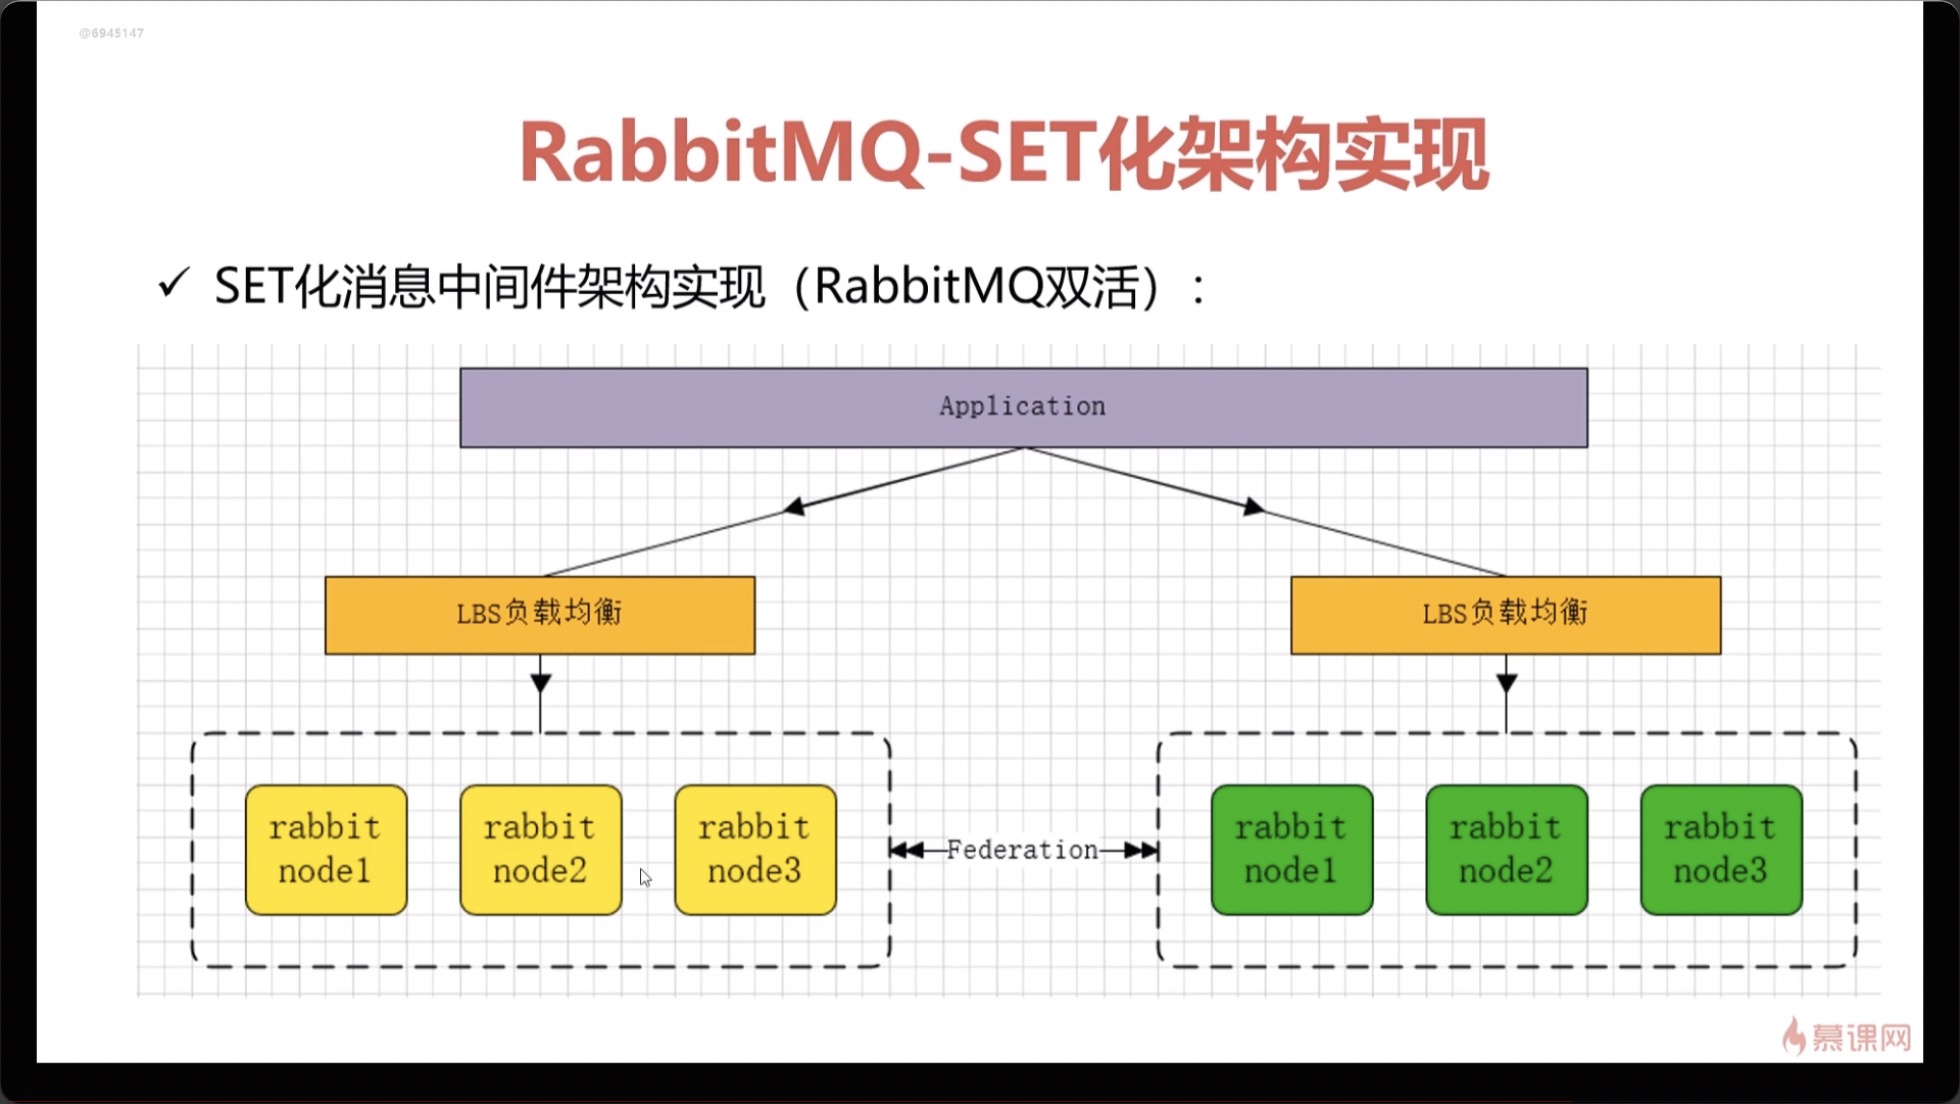 @6945147
RabbitMQ-SET化架构实现
✓ SET化消息中间件架构实现（RabbitMQ双活）：
Application
LBS负载均衡
LBS负载均衡
rabbit
node1
rabbit
node2
rabbit
node3
Federation
rabbit
node1
rabbit
node2
rabbit
node3
慕课网